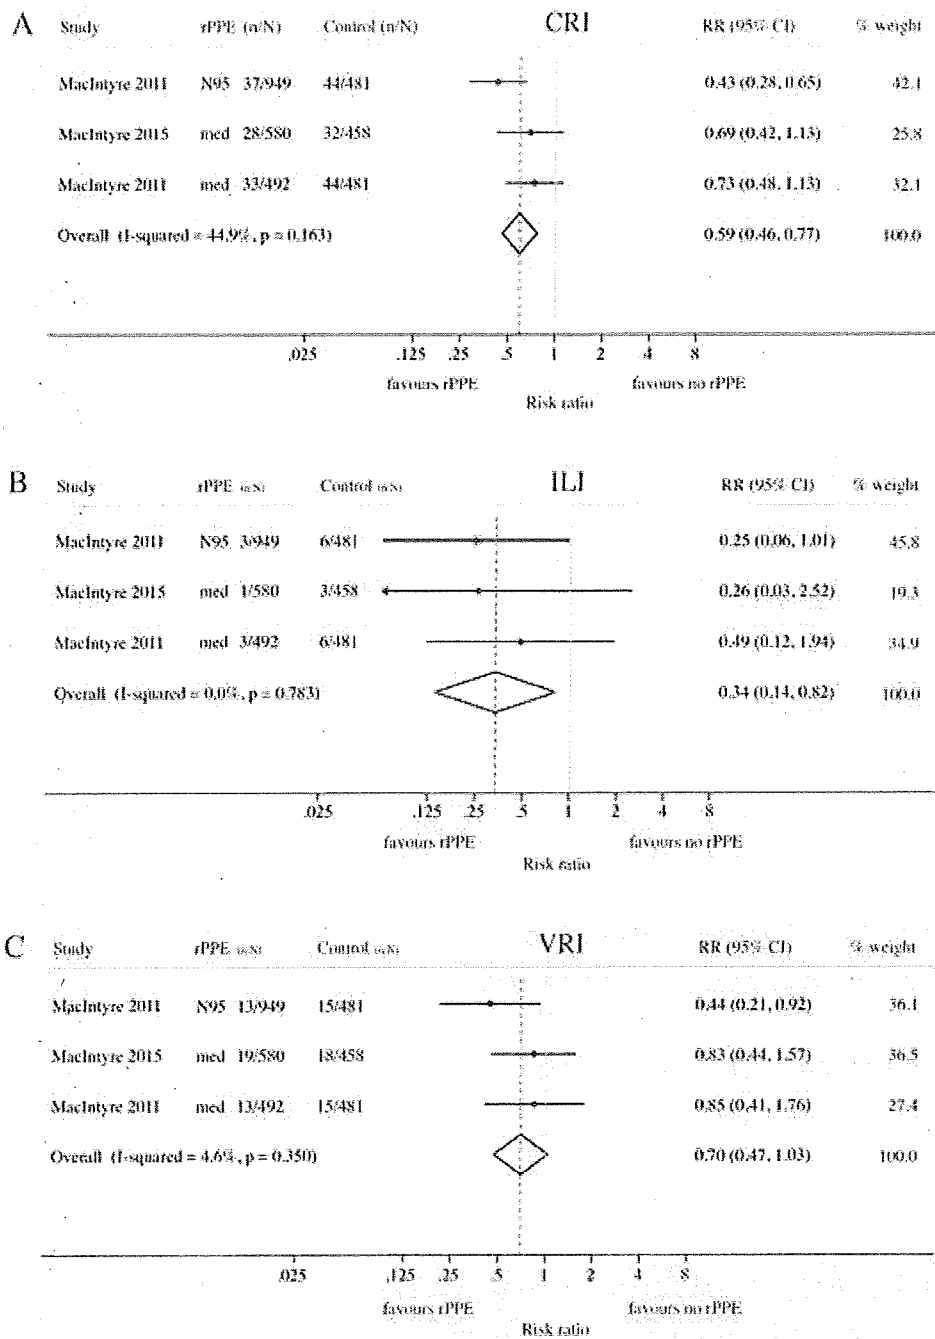 A Study rPPE (n/N) Control (n/N) CRI RR (95% CI) % weight
MacIntyre 2011 N95 37/949 44/481 0.43 (0.28, 0.65) 42.1
MacIntyre 2015 med 28/580 32/458 0.69 (0.42, 1.13) 25.8
MacIntyre 2011 med 33/492 44/481 0.73 (0.48, 1.13) 32.1
Overall (I-squared = 44.9%, p = 0.163) 0.59 (0.46, 0.77) 100.0
.025 .125 .25 .5 1 2 4 8
favours rPPE favours no rPPE
Risk ratio
B Study rPPE (n/N) Control (n/N) ILI RR (95% CI) % weight
MacIntyre 2011 N95 3/949 6/481 0.25 (0.06, 1.01) 45.8
MacIntyre 2015 med 1/580 3/458 0.26 (0.03, 2.52) 19.3
MacIntyre 2011 med 3/492 6/481 0.49 (0.12, 1.94) 34.9
Overall (I-squared = 0.0%, p = 0.783) 0.34 (0.14, 0.82) 100.0
.025 .125 .25 .5 1 2 4 8
favours rPPE favours no rPPE
Risk ratio
C Study rPPE (n/N) Control (n/N) VRI RR (95% CI) % weight
MacIntyre 2011 N95 13/949 15/481 0.44 (0.21, 0.92) 36.1
MacIntyre 2015 med 19/580 18/458 0.83 (0.44, 1.57) 36.5
MacIntyre 2011 med 13/492 15/481 0.85 (0.41, 1.76) 27.4
Overall (I-squared = 4.6%, p = 0.350) 0.70 (0.47, 1.03) 100.0
.025 .125 .25 .5 1 2 4 8
favours rPPE favours no rPPE
Risk ratio